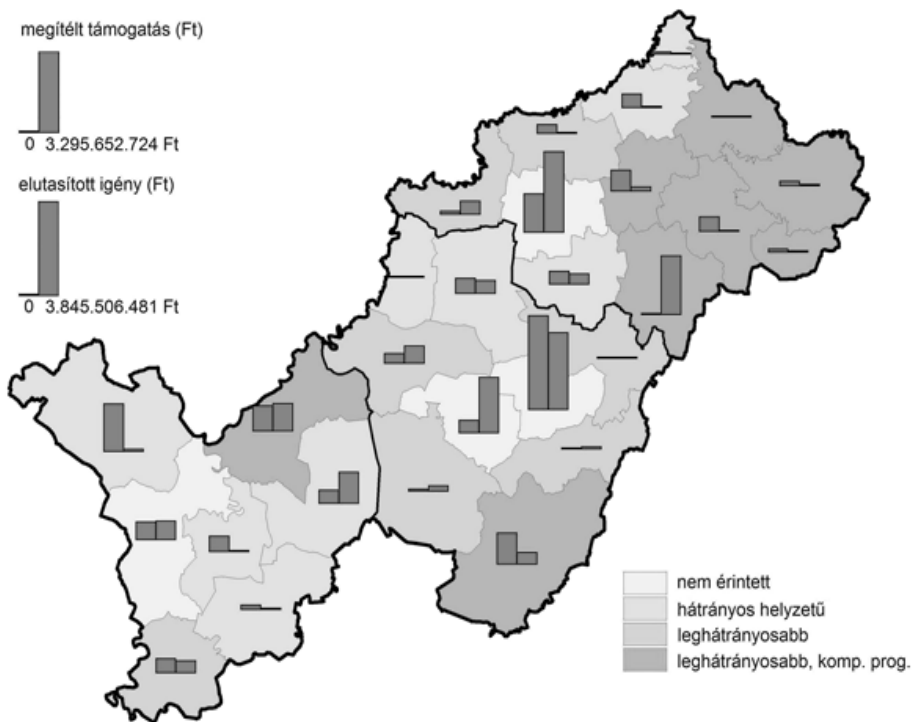 megítélt támogatás (Ft)
0 3.295.652.724 Ft
elutasított igény (Ft)
0 3.845.506.481 Ft
nem érintett
hátrányos helyzetű
leghátrányosabb
leghátrányosabb, komp. prog.